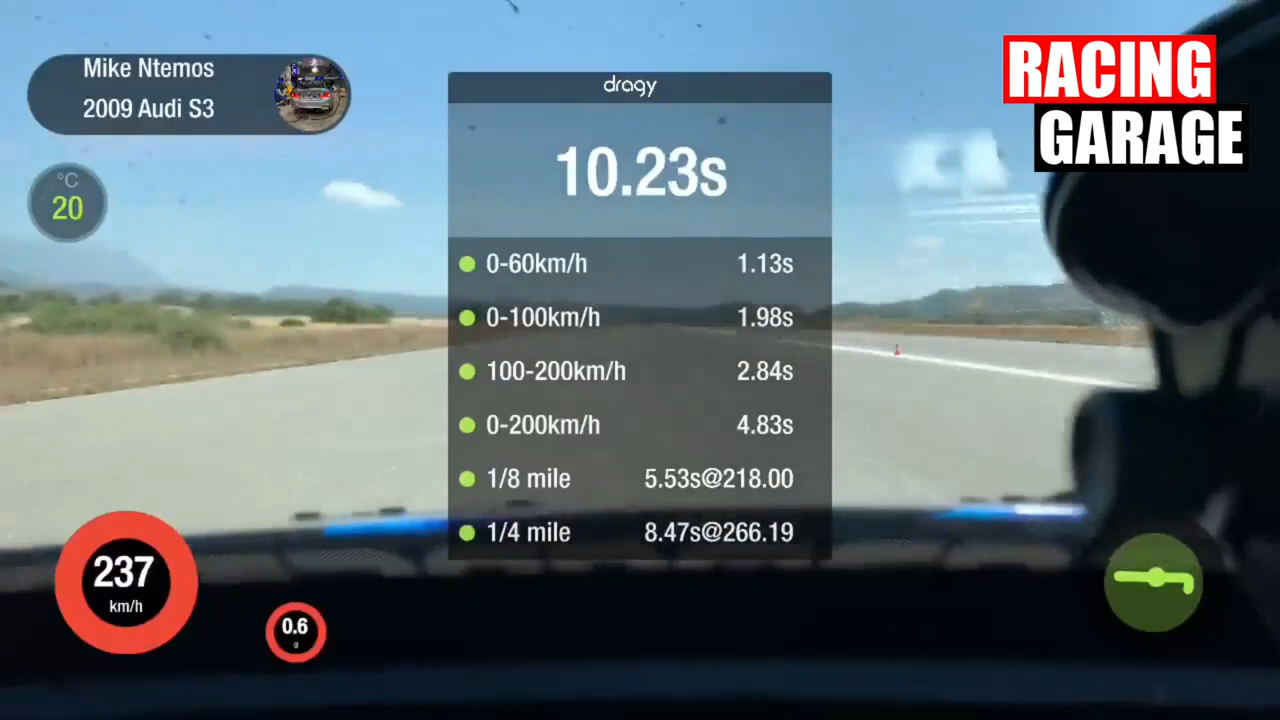 Mike Ntemos
2009 Audi S3
°C
20
dragy
10.23s
0-60km/h 1.13s
0-100km/h 1.98s
100-200km/h 2.84s
0-200km/h 4.83s
1/8 mile 5.53s@218.00
1/4 mile 8.47s@266.19
RACING
GARAGE
237
km/h
0.6
g